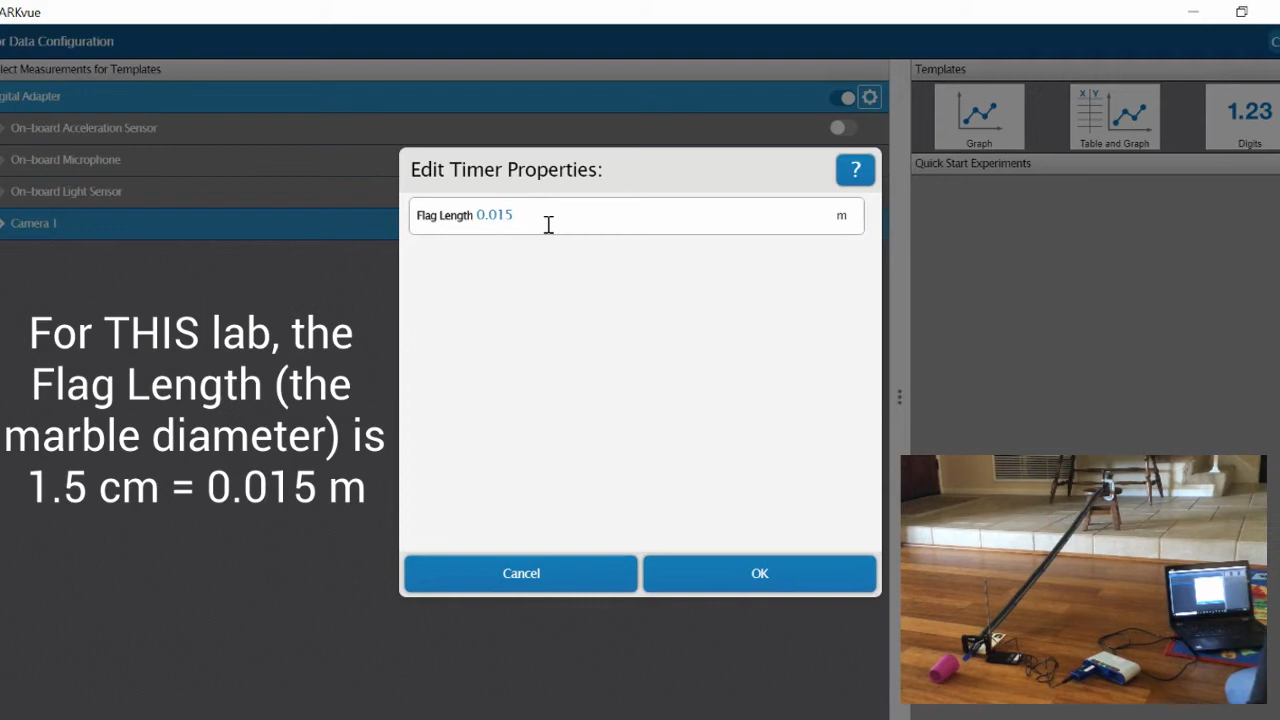 ARKvue
r Data Configuration
lect Measurements for Templates
Templates
gital Adapter
On-board Acceleration Sensor
On-board Microphone
On-board Light Sensor
Camera 1
Graph
X Y
Table and Graph
1.23
Digits
Quick Start Experiments
Edit Timer Properties:
?
Flag Length 0.015 m
For THIS lab, the
Flag Length (the
marble diameter) is
1.5 cm = 0.015 m
Cancel
OK